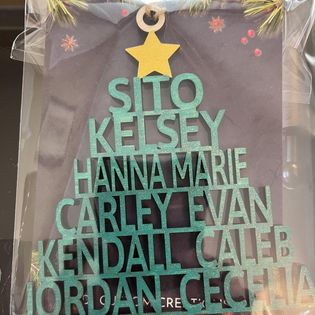 SITO
KELSEY
HANNA MARIE
CARLEY EVAN
KENDALL CALEB
JORDAN CECELIA